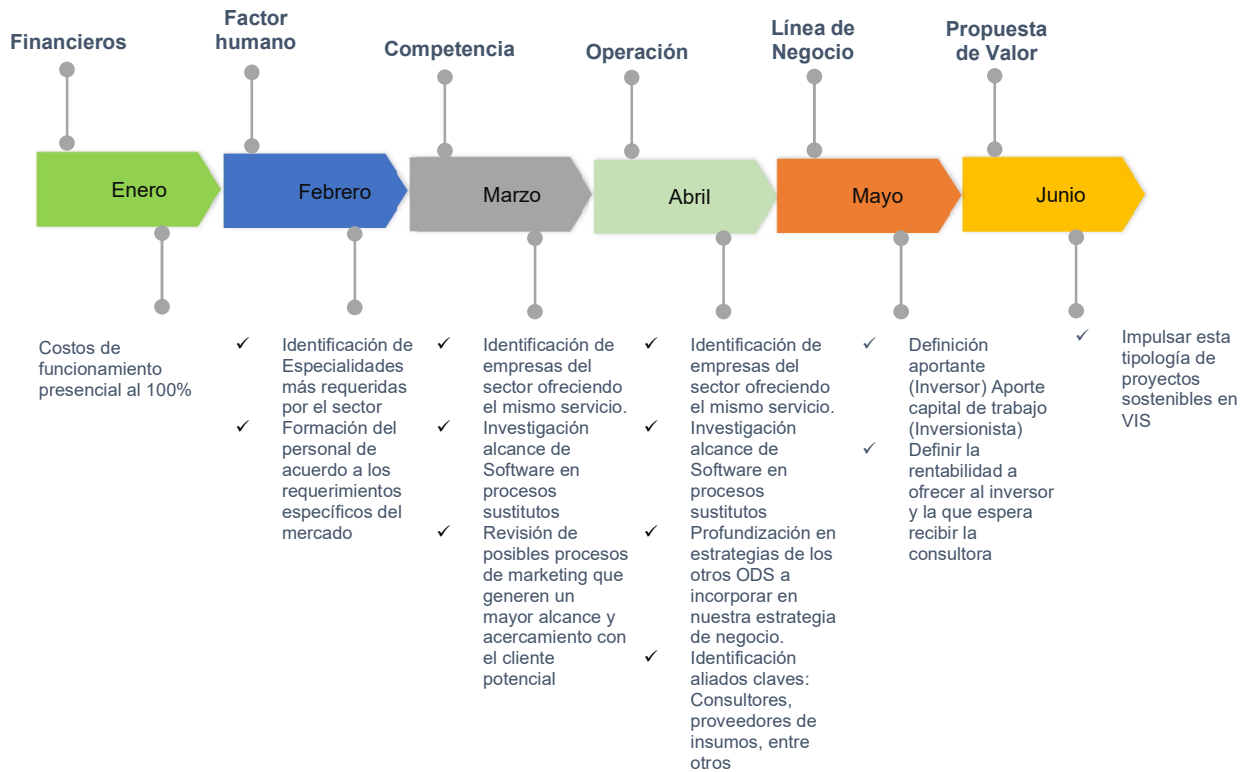 Financieros
Factor
humano
Competencia
Operación
Línea de
Negocio
Propuesta
de Valor
Enero
Febrero
Marzo
Abril
Mayo
Junio
Costos de
funcionamiento
presencial al 100%
✓ Identificación de
Especialidades
más requeridas
por el sector
✓ Formación del
personal de
acuerdo a los
requerimientos
específicos del
mercado
✓ Identificación de
empresas del
sector ofreciendo
el mismo servicio.
✓ Investigación
alcance de
Software en
procesos
sustitutos
✓ Revisión de
posibles procesos
de marketing que
generen un
mayor alcance y
acercamiento con
el cliente
potencial
✓ Identificación de
empresas del
sector ofreciendo
el mismo servicio.
✓ Investigación
alcance de
Software en
procesos
sustitutos
✓ Profundización en
estrategias de los
otros ODS a
incorporar en
nuestra estrategia
de negocio.
✓ Identificación
aliados claves:
Consultores,
proveedores de
insumos, entre
otros
✓ Definición
aportante
(Inversor) Aporte
capital de trabajo
(Inversionista)
✓ Definir la
rentabilidad a
ofrecer al inversor
y la que espera
recibir la
consultora
✓ Impulsar esta
tipología de
proyectos
sostenibles en
VIS